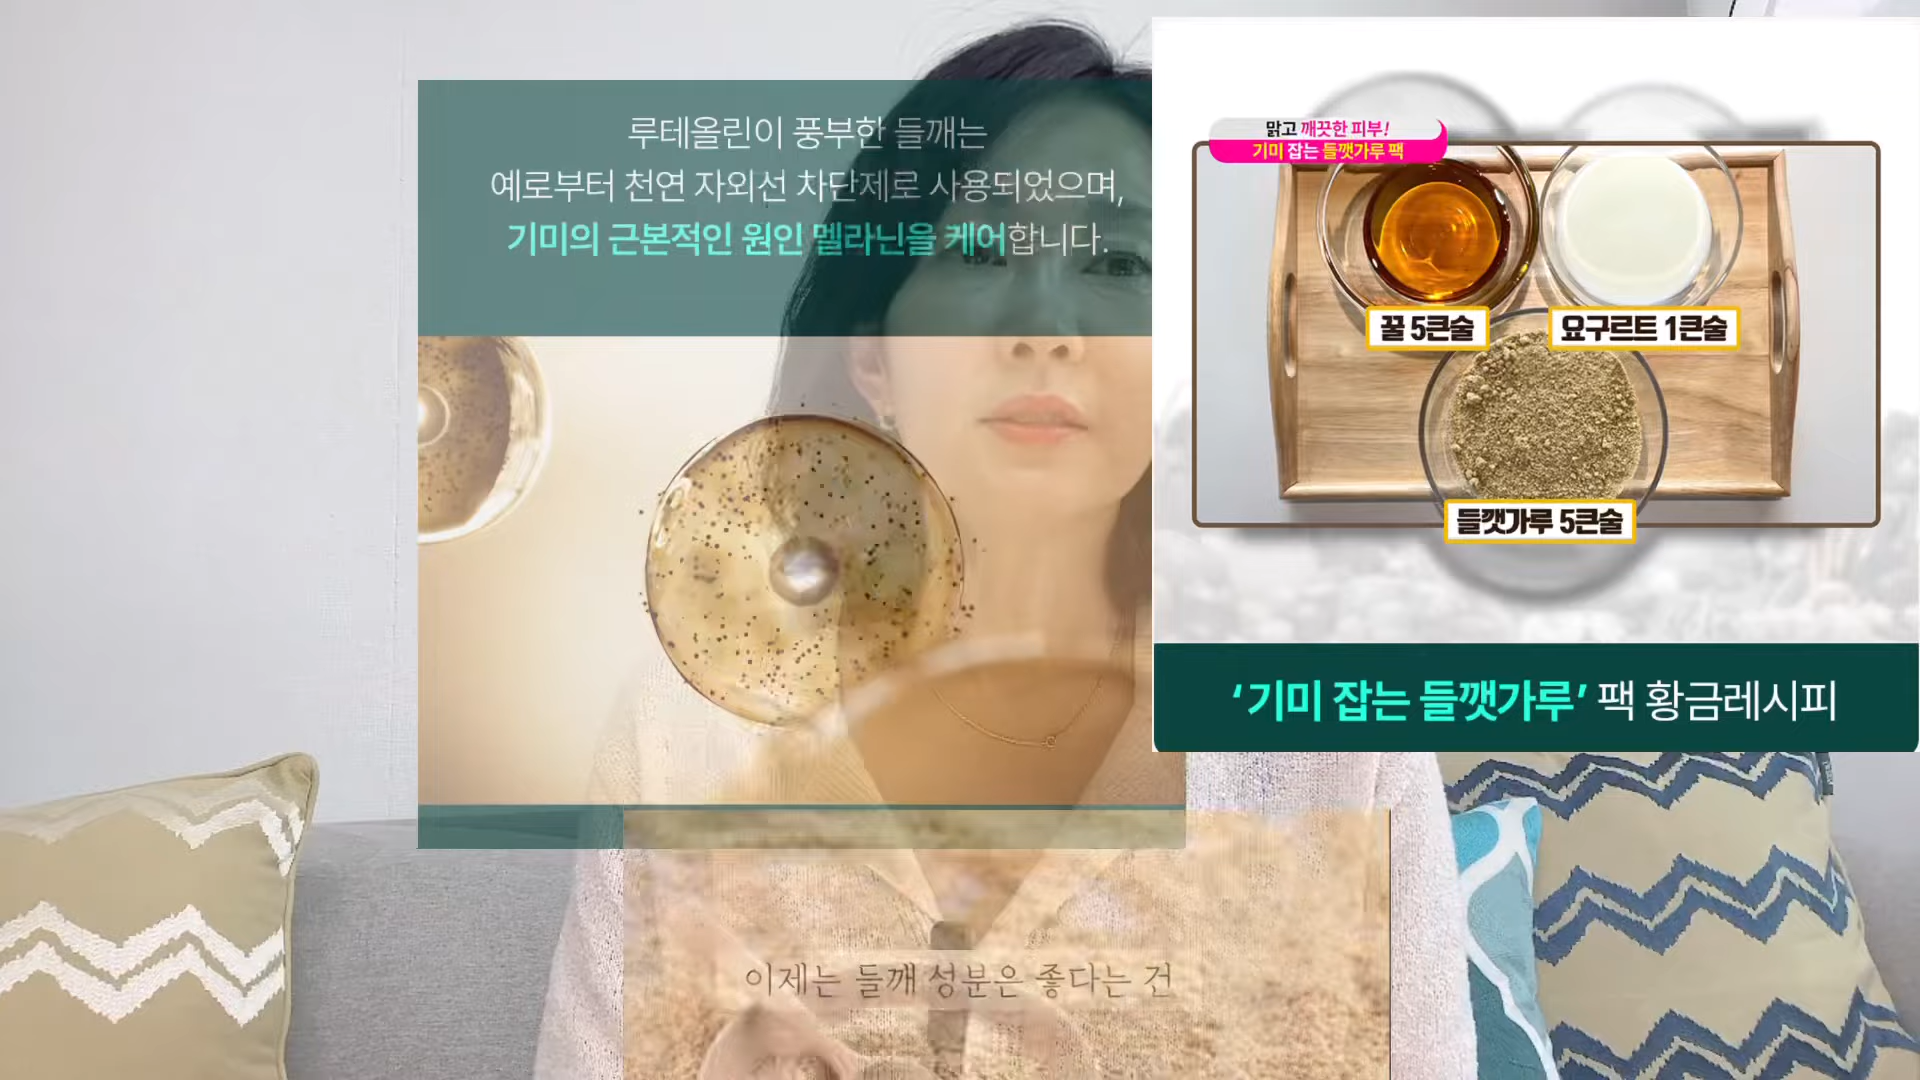 루테올린이 풍부한 들깨는
예로부터 천연 자외선 차단제로 사용되었으며,
기미의 근본적인 원인 멜라닌을 케어합니다.
맑고 깨끗한 피부!
기미 잡는 들깻가루 팩
꿀 5큰술
요구르트 1큰술
들깻가루 5큰술
‘기미 잡는 들깻가루’ 팩 황금레시피
이제는 들깨 성분은 좋다는 건